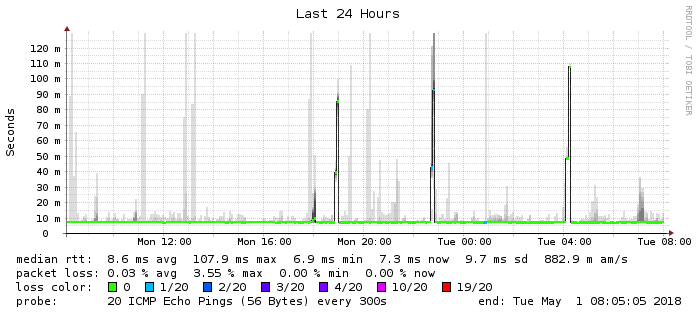 Last 24 Hours
RRDTOOL / TOBI OETIKER
Seconds
120 m
110 m
100 m
90 m
80 m
70 m
60 m
50 m
40 m
30 m
20 m
10 m
0
Mon 12:00 Mon 16:00 Mon 20:00 Tue 00:00 Tue 04:00 Tue 08:00
median rtt: 8.6 ms avg 107.9 ms max 6.9 ms min 7.3 ms now 9.7 ms sd 882.9 m am/s
packet loss: 0.03 % avg 3.55 % max 0.00 % min 0.00 % now
loss color: 0 1/20 2/20 3/20 4/20 10/20 19/20
probe: 20 ICMP Echo Pings (56 Bytes) every 300s end: Tue May 1 08:05:05 2018